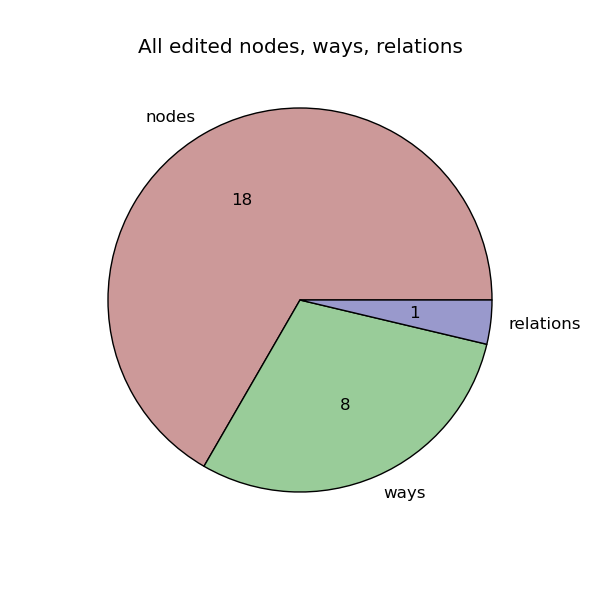 All edited nodes, ways, relations
nodes
18
1
relations
8
ways